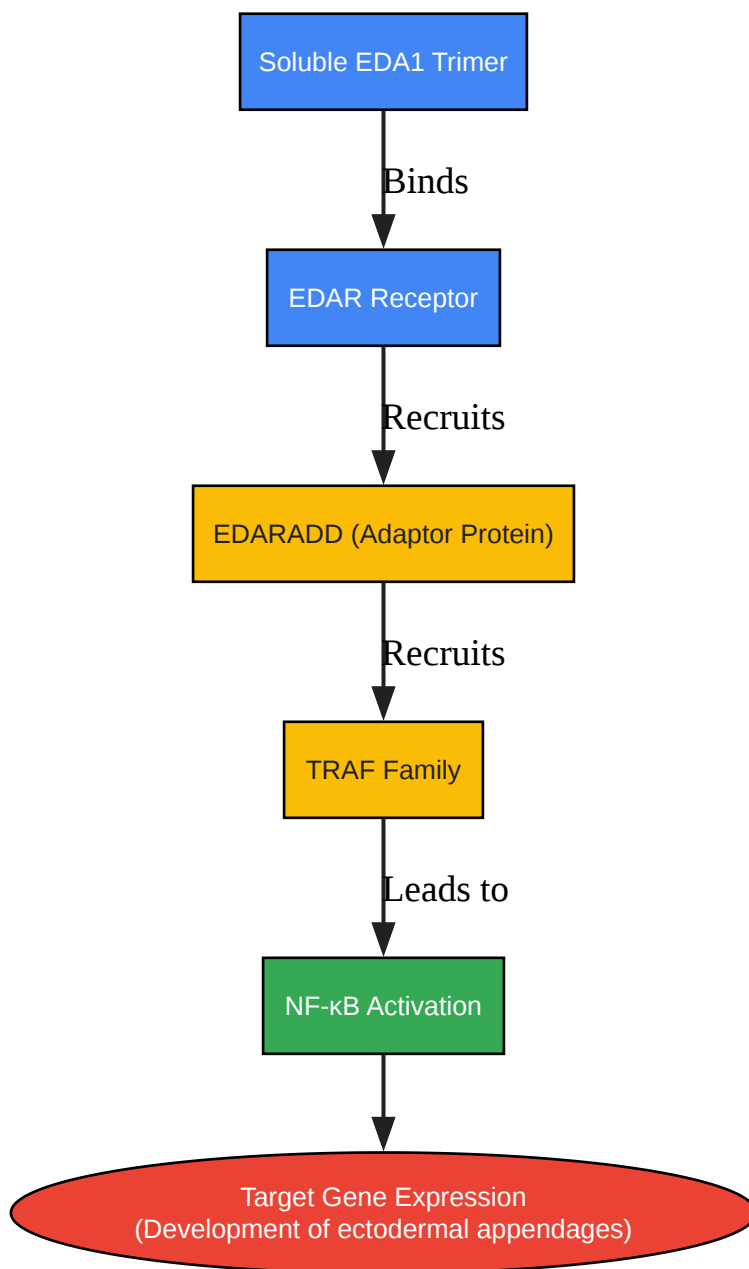 Soluble EDA1 Trimer
Binds
EDAR Receptor
Recruits
EDARADD (Adaptor Protein)
Recruits
TRAF Family
Leads to
NF-κB Activation
Target Gene Expression
(Development of ectodermal appendages)